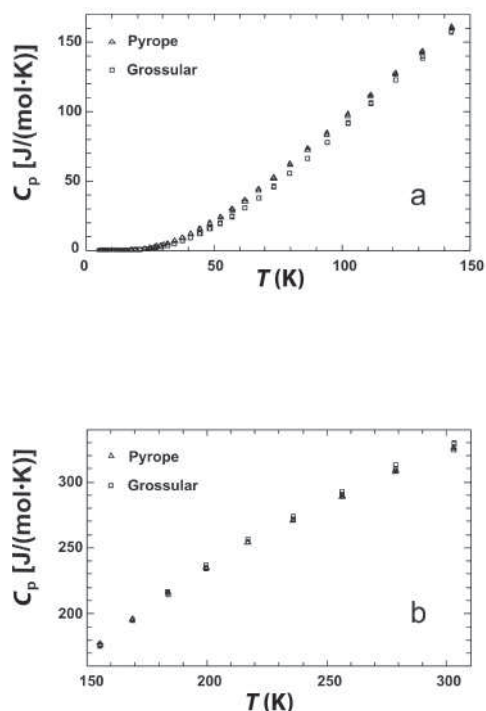 150
100
50
0
Cp [J/(mol·K)]
Pyrope
Grossular
a
0 50 100 150
T (K)
300
250
200
Cp [J/(mol·K)]
Pyrope
Grossular
b
150 200 250 300
T (K)